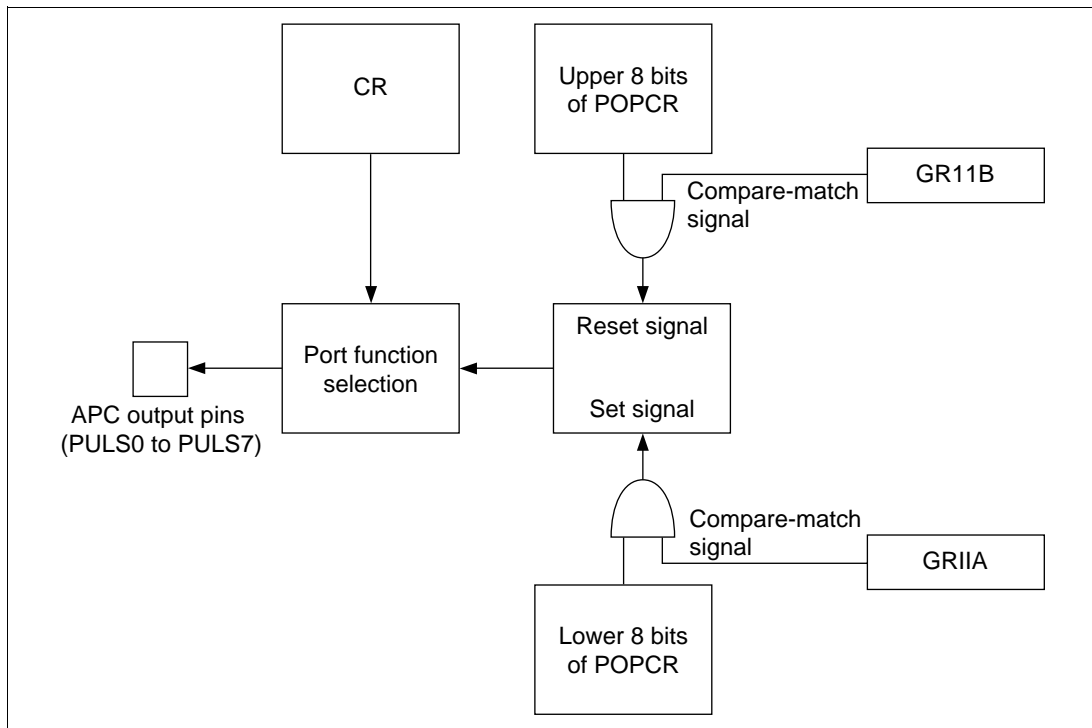 CR
Upper 8 bits
of POPCR
GR11B
Compare-match
signal
Reset signal
Port function
selection
Set signal
APC output pins
(PULS0 to PULS7)
Compare-match
signal
GRIIA
Lower 8 bits
of POPCR